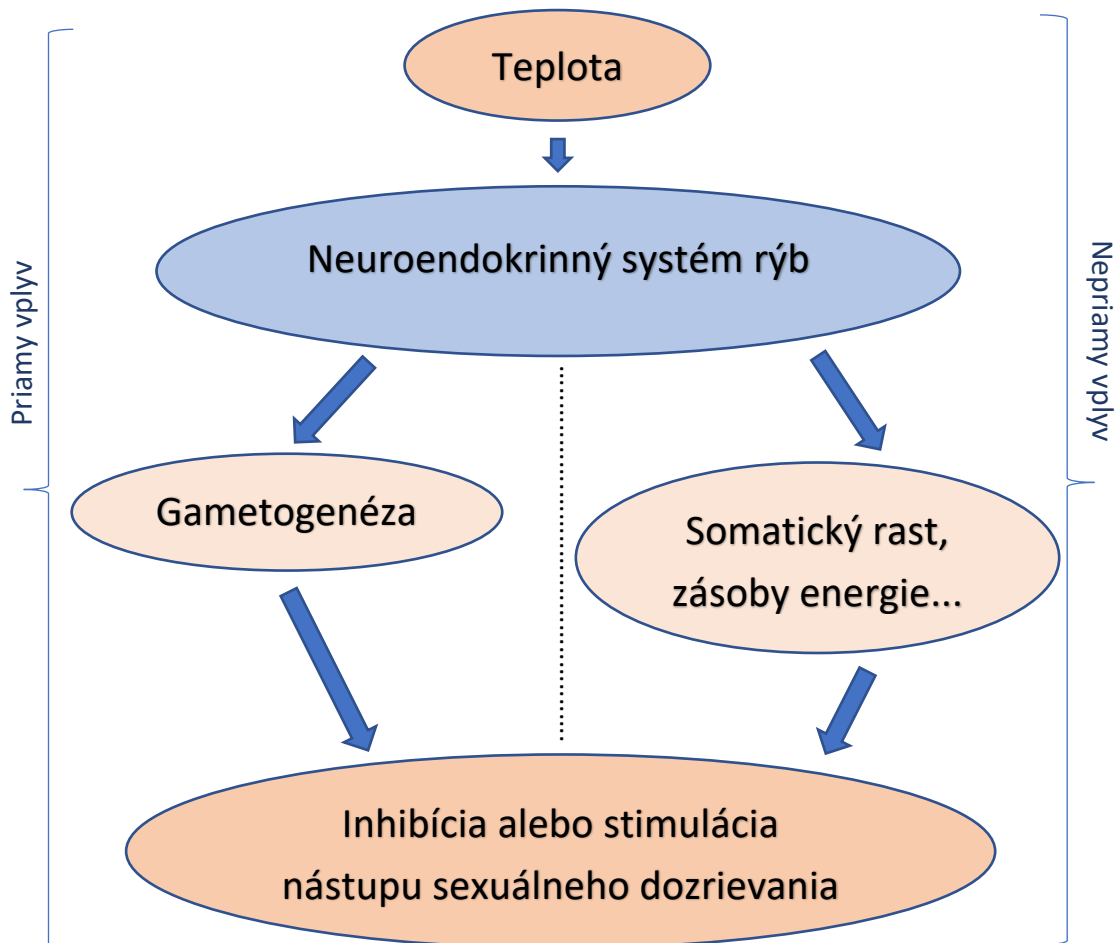 Teplota
Neuroendokrinný systém rýb
Priamy vplyv
Nepriamy vplyv
Gametogenéza
Somatický rast,
zásoby energie...
Inhibícia alebo stimulácia
nástupu sexuálneho dozrievania